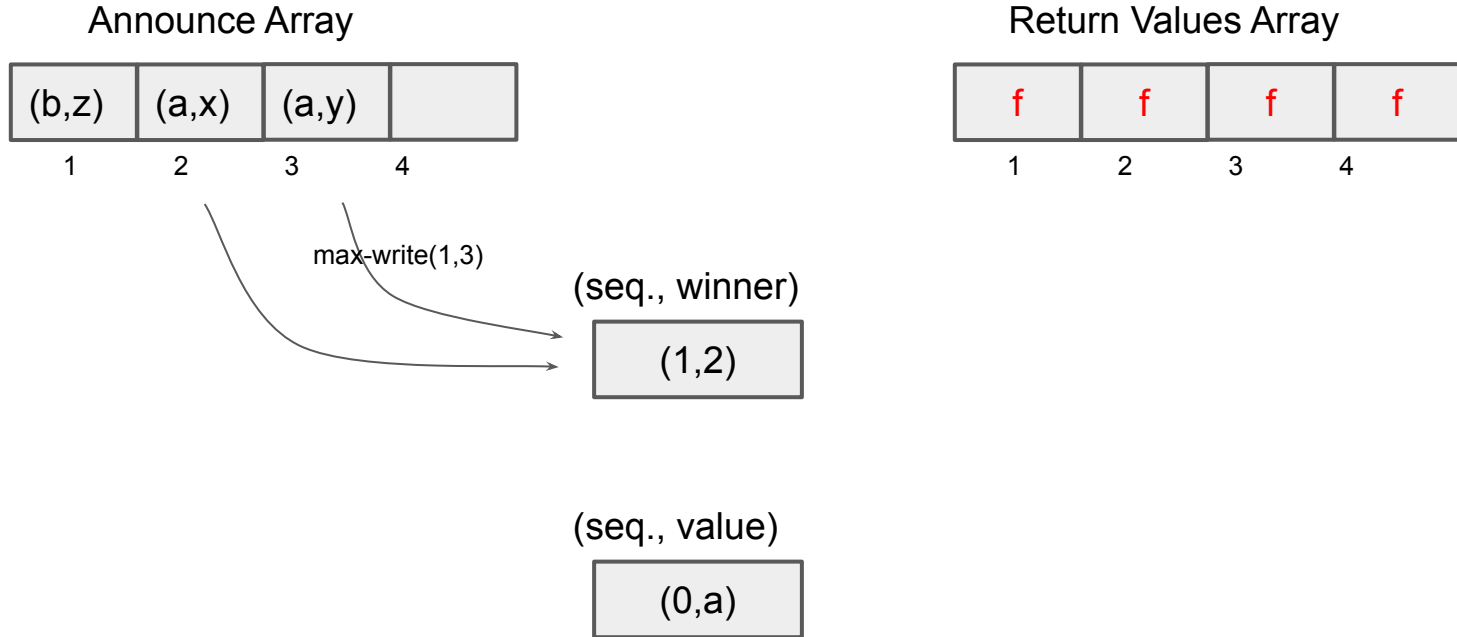 Announce Array
Return Values Array
(b,z) (a,x) (a,y)
f f f f
1 2 3 4
1 2 3 4
max-write(1,3)
(seq., winner)
(1,2)
(seq., value)
(0,a)